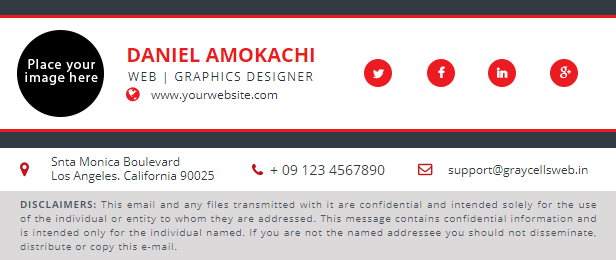 Place your
image here
DANIEL AMOKACHI
WEB | GRAPHICS DESIGNER
www.yourwebsite.com
f
in
g+
Snta Monica Boulevard
Los Angeles. California 90025
+ 09 123 4567890
support@graycellsweb.in
DISCLAIMERS: This email and any files transmitted with it are confidential and intended solely for the use
of the individual or entity to whom they are addressed. This message contains confidential information and
is intended only for the individual named. If you are not the named addressee you should not disseminate,
distribute or copy this e-mail.